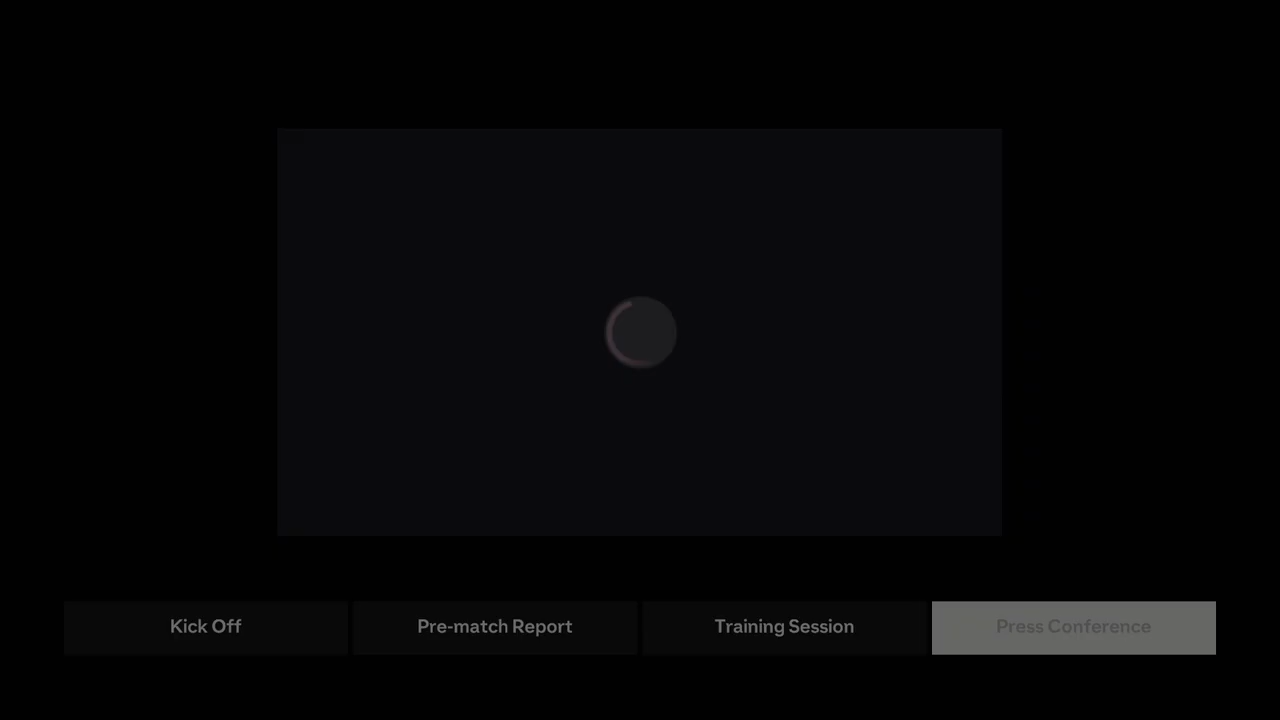 Kick Off
Pre-match Report
Training Session
Press Conference